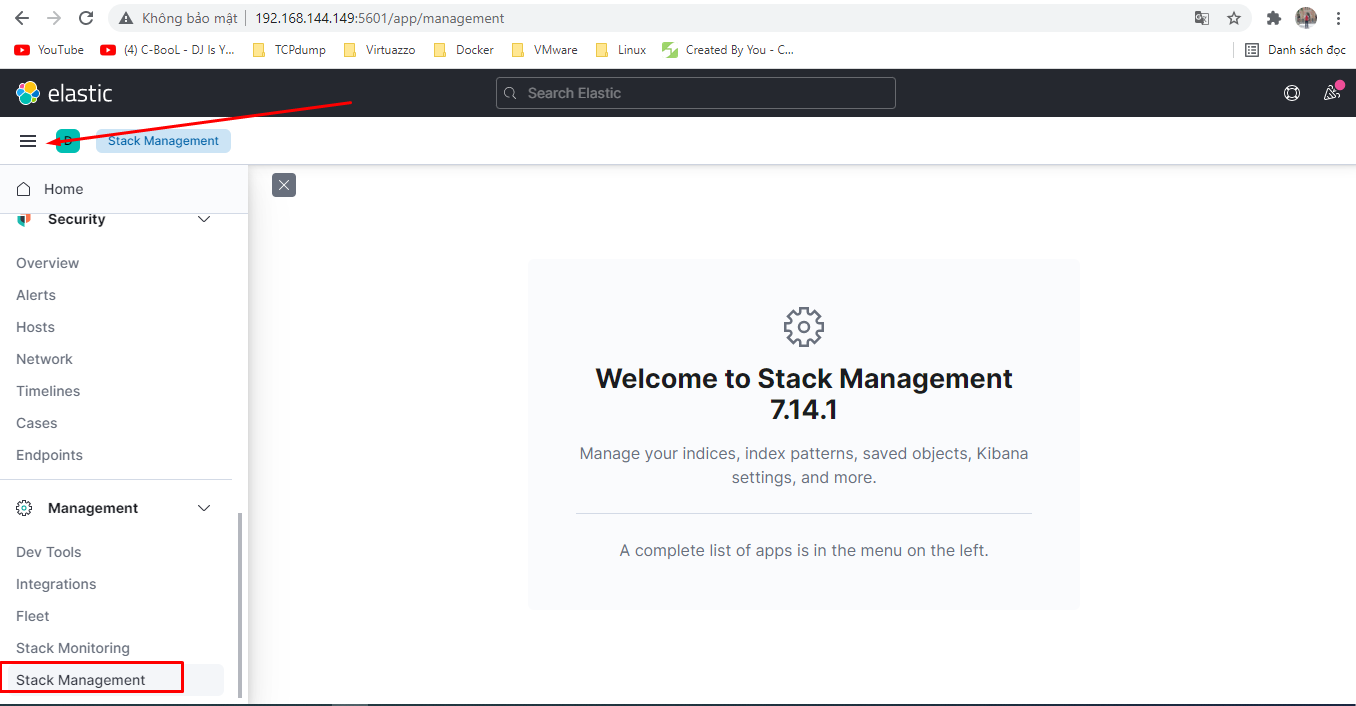 Không bảo mật
192.168.144.149:5601/app/management
YouTube
(4) C-BooL - DJ Is Y...
TCPdump
Virtuazzo
Docker
VMware
Linux
Created By You - C...
Danh sách đọc
elastic
Search Elastic
D
Stack Management
Home
Security
Overview
Alerts
Hosts
Network
Timelines
Cases
Endpoints
Management
Dev Tools
Integrations
Fleet
Stack Monitoring
Stack Management
Welcome to Stack Management
7.14.1
Manage your indices, index patterns, saved objects, Kibana
settings, and more.
A complete list of apps is in the menu on the left.